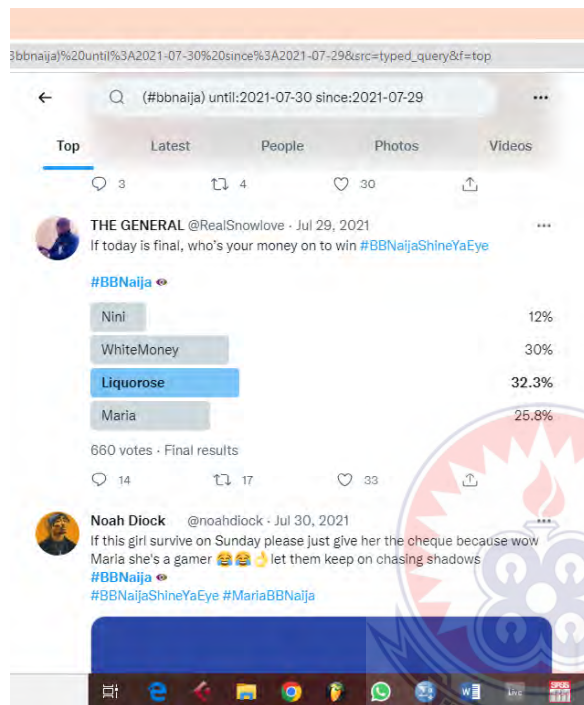 3bbnaija)%20until%3A2021-07-30%20since%3A2021-07-29&src=typed_query&f=top
(#bbnaija) until:2021-07-30 since:2021-07-29
Top Latest People Photos Videos
3 4 30
THE GENERAL @RealSnowlove · Jul 29, 2021
If today is final, who's your money on to win #BBNaijaShineYaEye
#BBNaija
Nini 12%
WhiteMoney 30%
Liquorose 32.3%
Maria 25.8%
660 votes · Final results
14 17 33
Noah Diock @noahdiock · Jul 30, 2021
If this girl survive on Sunday please just give her the cheque because wow
Maria she's a gamer 😂😂👌 let them keep on chasing shadows
#BBNaija
#BBNaijaShineYaEye #MariaBBNaija
W Live SPSS